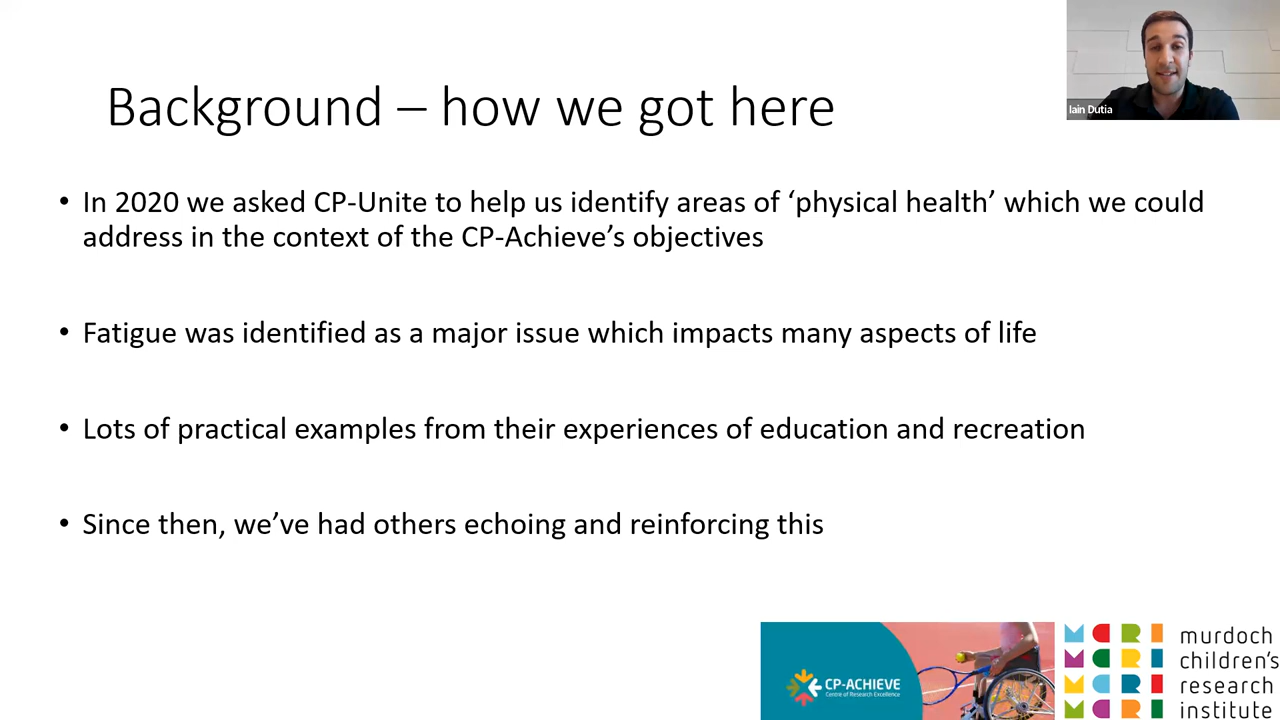 Background – how we got here
Iain Dutia
• In 2020 we asked CP-Unite to help us identify areas of ‘physical health’ which we could
address in the context of the CP-Achieve’s objectives
• Fatigue was identified as a major issue which impacts many aspects of life
• Lots of practical examples from their experiences of education and recreation
• Since then, we’ve had others echoing and reinforcing this
CP-ACHIEVE
Centre of Research Excellence
MCRI
MCRI
MCRI
MCRI
murdoch
children's
research
institute